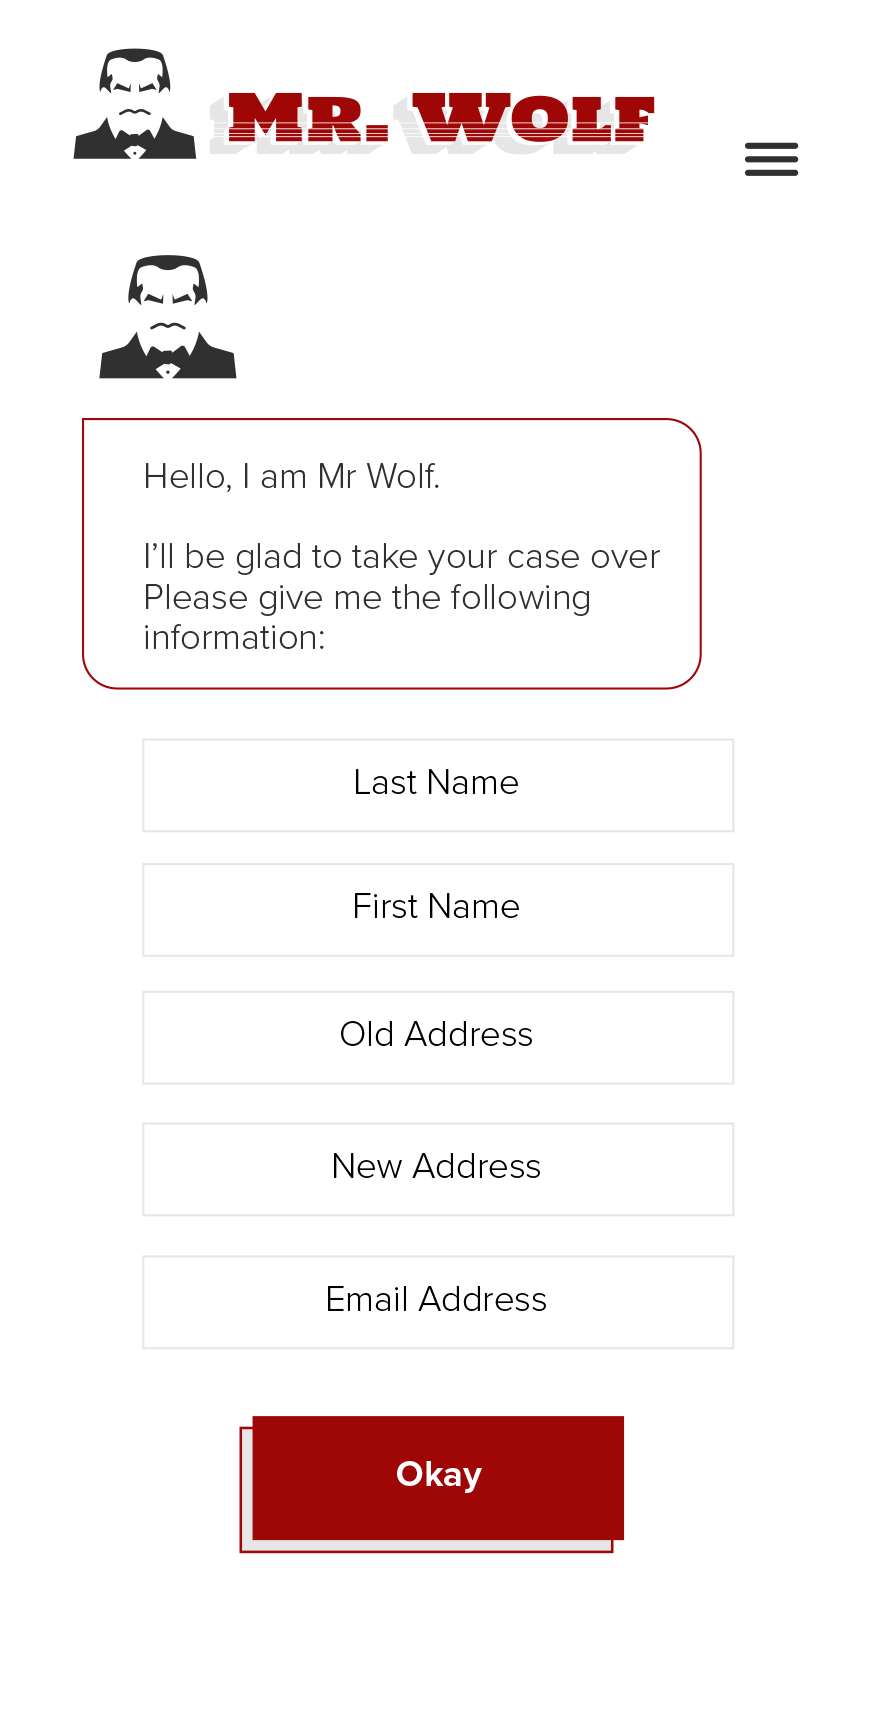 Mr. Wolf
Hello, I am Mr Wolf.
I’ll be glad to take your case over
Please give me the following
information:
Last Name
First Name
Old Address
New Address
Email Address
Okay